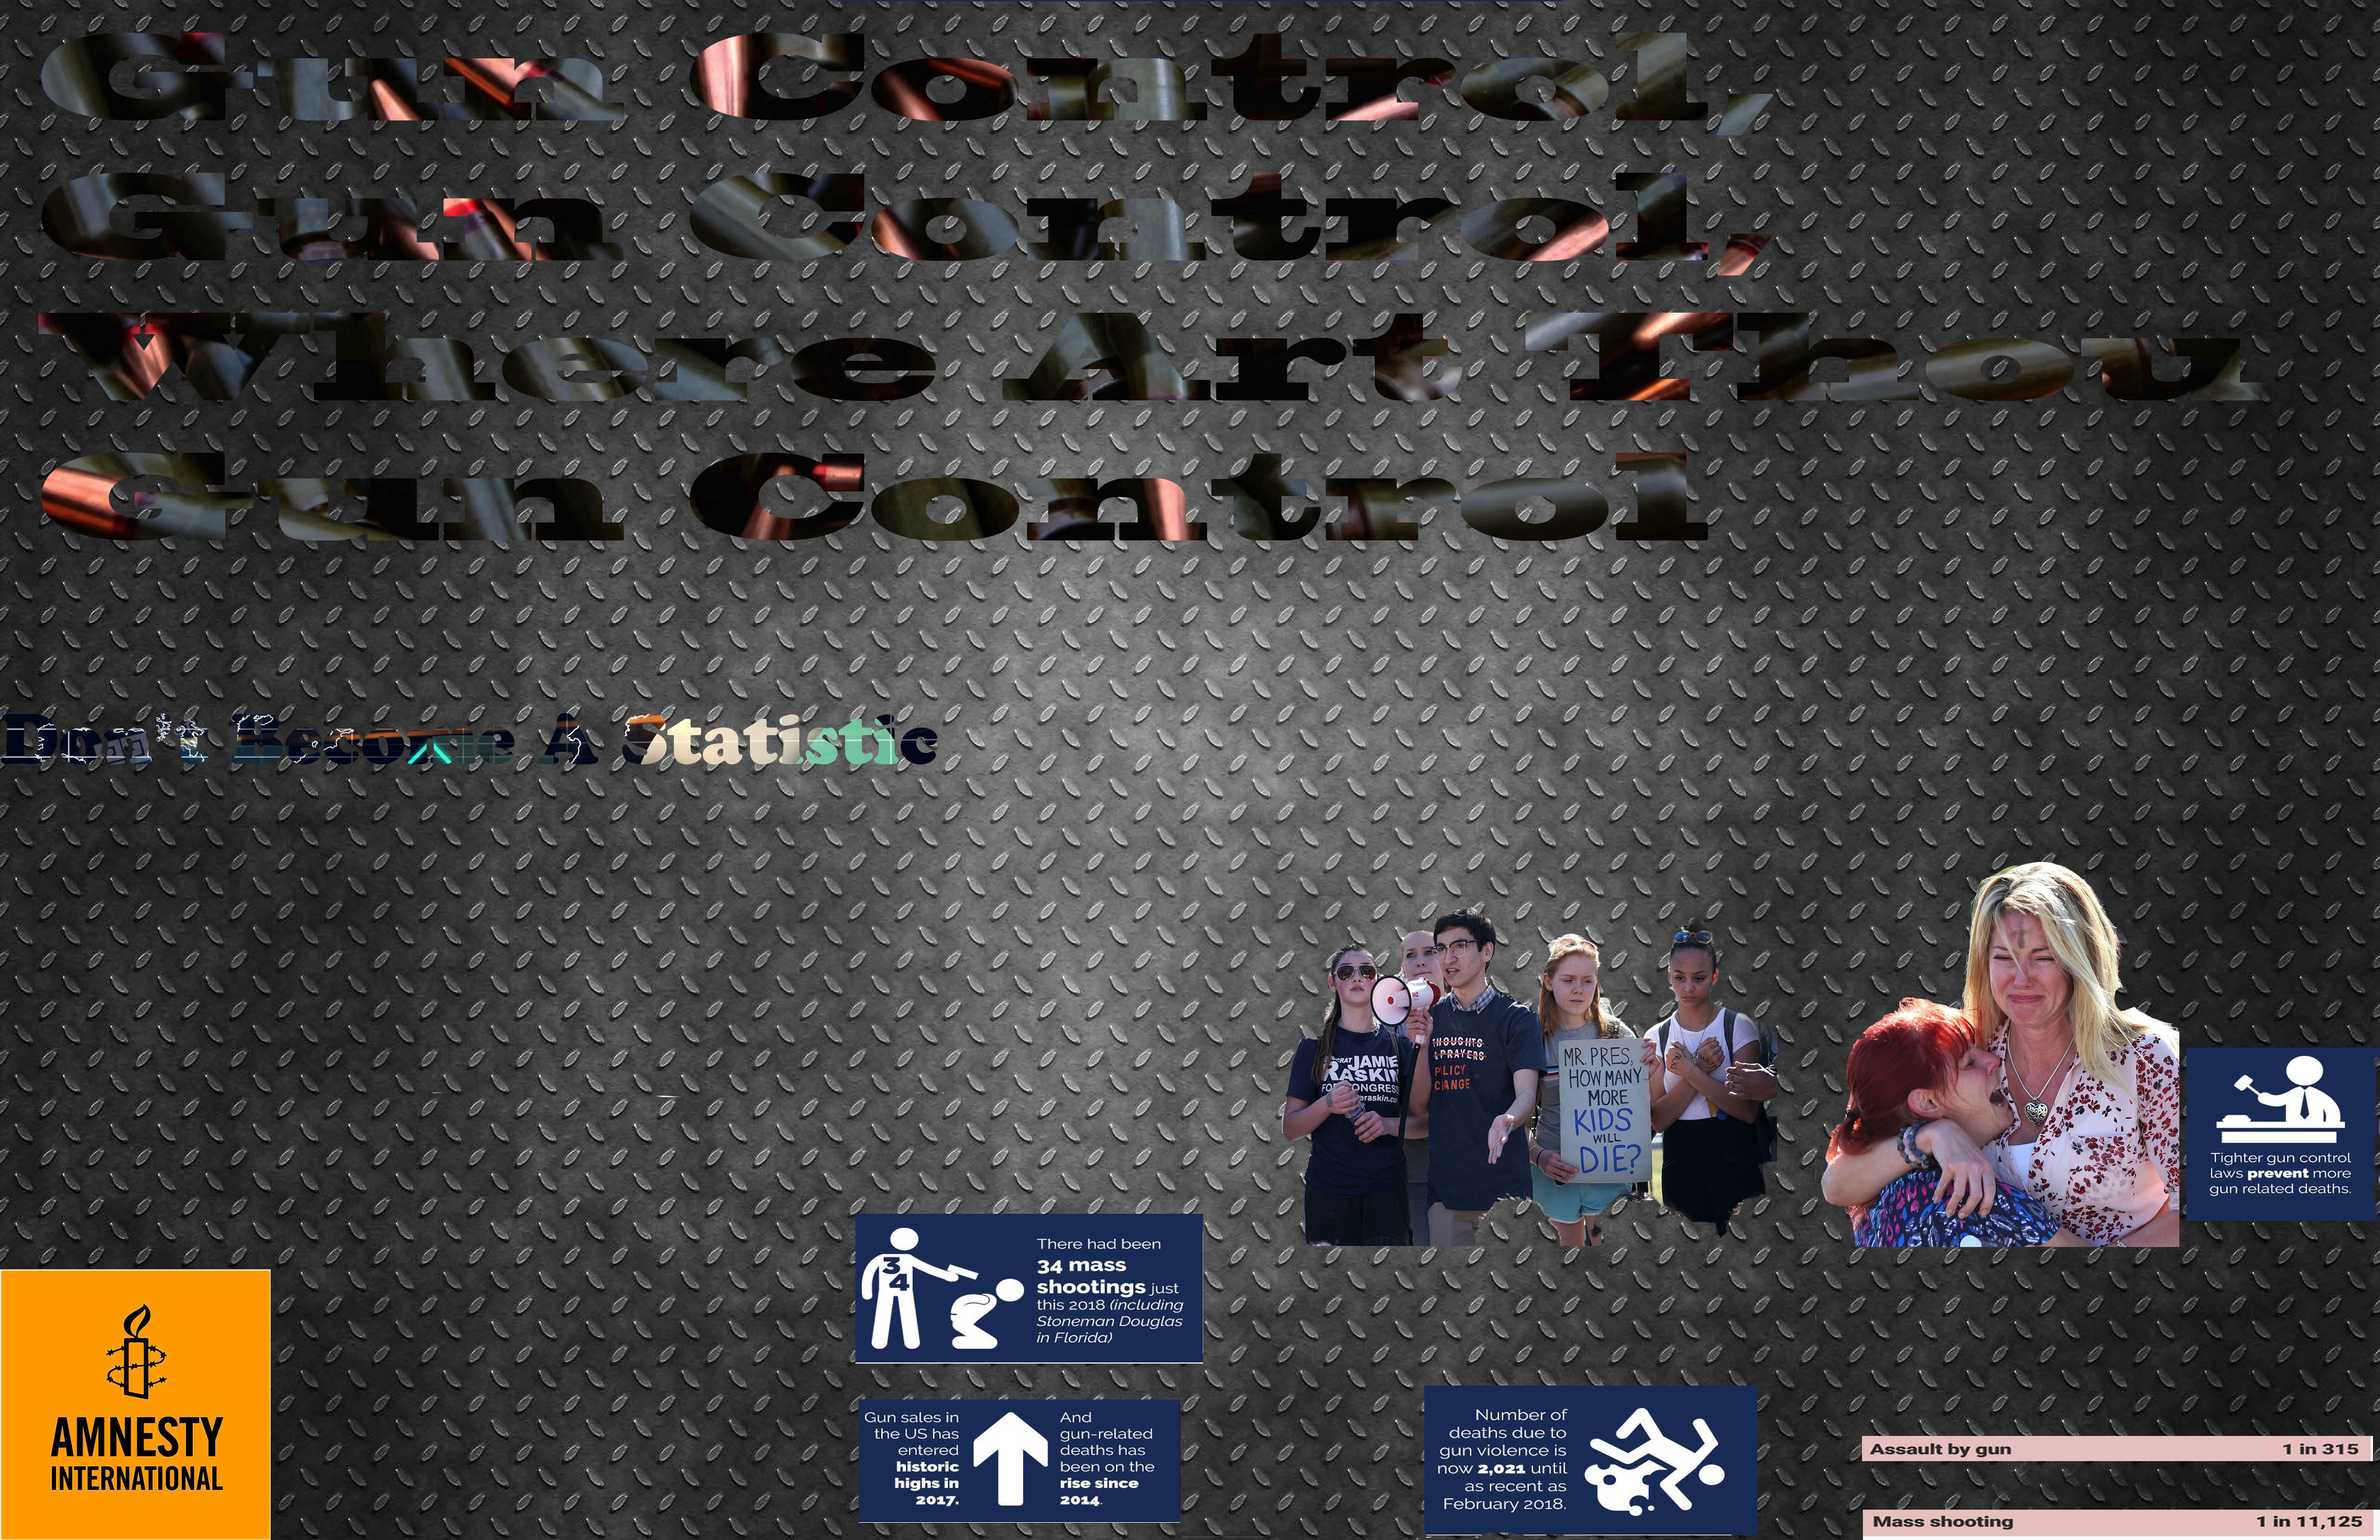 Gun Control,
Gun Control,
Where Art Thou
Gun Control
Don't Become A Statistic
JAMIE
RASKIN
FOR CONGRESS
THOUGHTS
& PRAYERS
POLICY
CHANGE
MR. PRES,
HOW MANY
MORE
KIDS
WILL
DIE?
Tighter gun control
laws prevent more
gun related deaths.
34
There had been
34 mass
shootings just
this 2018 (including
Stoneman Douglas
in Florida)
AMNESTY
INTERNATIONAL
Gun sales in
the US has
entered
historic
highs in
2017.
And
gun-related
deaths has
been on the
rise since
2014.
Number of
deaths due to
gun violence is
now 2,021 until
as recent as
February 2018.
Assault by gun 1 in 315
Mass shooting 1 in 11,125